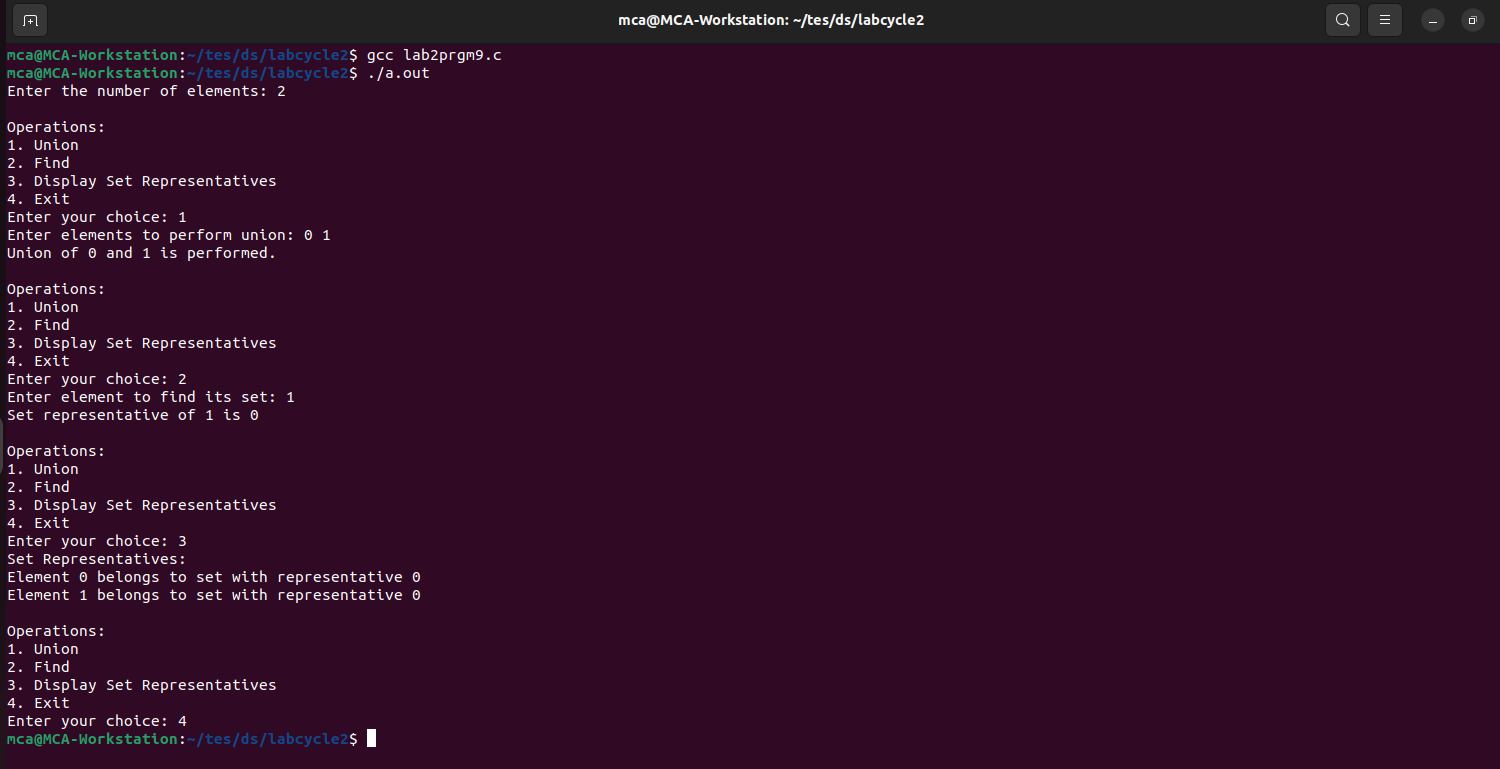 mca@MCA-Workstation: ~/tes/ds/labcycle2
mca@MCA-Workstation:~/tes/ds/labcycle2$ gcc lab2prgm9.c
mca@MCA-Workstation:~/tes/ds/labcycle2$ ./a.out
Enter the number of elements: 2

Operations:
1. Union
2. Find
3. Display Set Representatives
4. Exit
Enter your choice: 1
Enter elements to perform union: 0 1
Union of 0 and 1 is performed.

Operations:
1. Union
2. Find
3. Display Set Representatives
4. Exit
Enter your choice: 2
Enter element to find its set: 1
Set representative of 1 is 0

Operations:
1. Union
2. Find
3. Display Set Representatives
4. Exit
Enter your choice: 3
Set Representatives:
Element 0 belongs to set with representative 0
Element 1 belongs to set with representative 0

Operations:
1. Union
2. Find
3. Display Set Representatives
4. Exit
Enter your choice: 4
mca@MCA-Workstation:~/tes/ds/labcycle2$